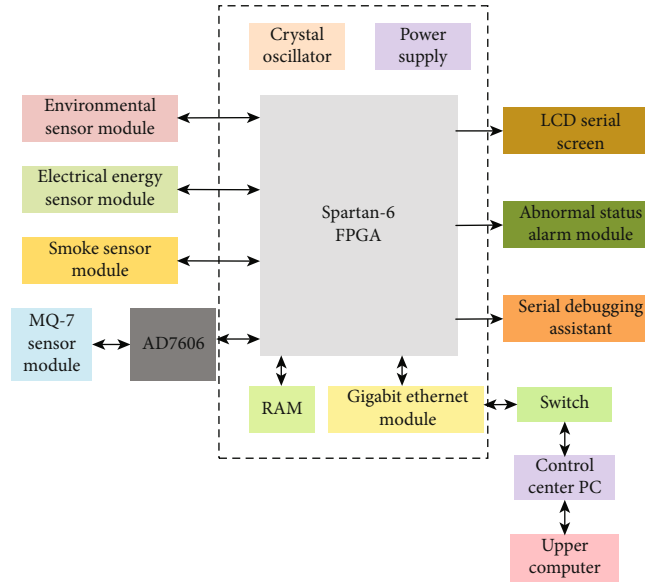 Crystal
oscillator
Power
supply
Environmental
sensor module
Electrical energy
sensor module
Smoke sensor
module
MQ-7
sensor
module
AD7606
Spartan-6
FPGA
LCD serial
screen
Abnormal status
alarm module
Serial debugging
assistant
RAM
Gigabit ethernet
module
Switch
Control
center PC
Upper
computer